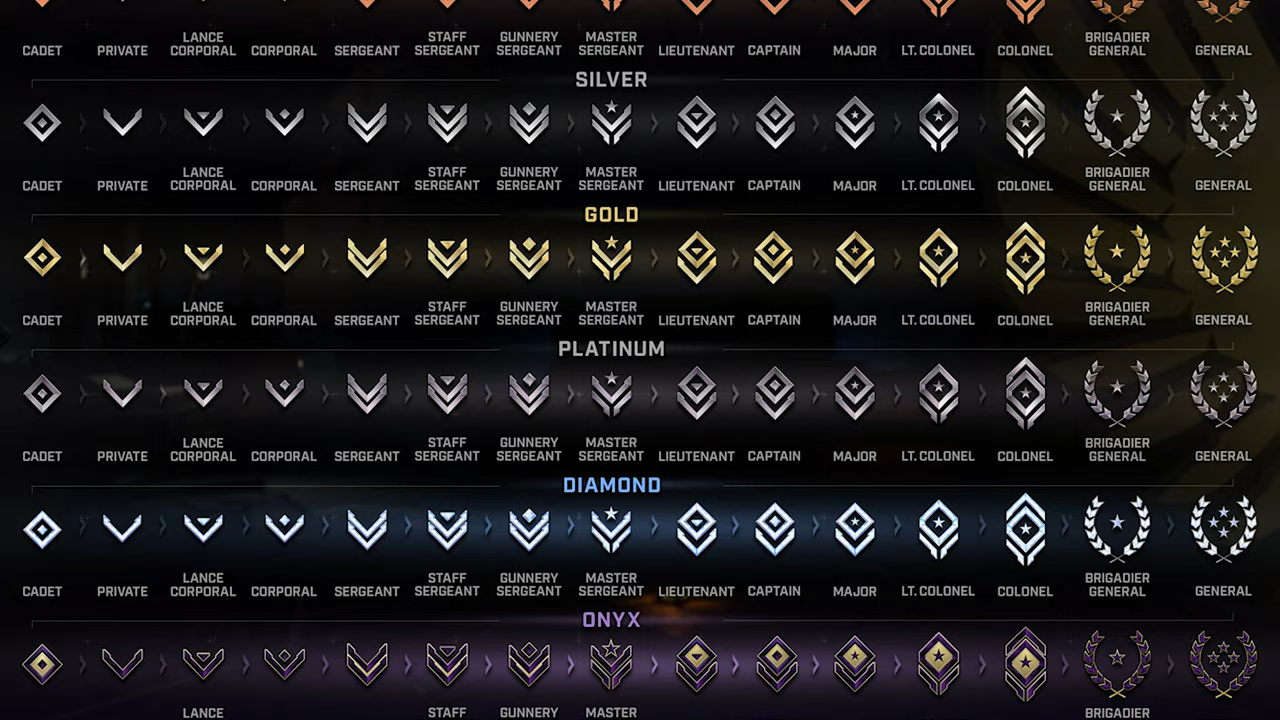 CADET PRIVATE LANCE CORPORAL CORPORAL SERGEANT STAFF SERGEANT GUNNERY SERGEANT MASTER SERGEANT LIEUTENANT CAPTAIN MAJOR LT. COLONEL COLONEL BRIGADIER GENERAL GENERAL
SILVER
CADET PRIVATE LANCE CORPORAL CORPORAL SERGEANT STAFF SERGEANT GUNNERY SERGEANT MASTER SERGEANT LIEUTENANT CAPTAIN MAJOR LT. COLONEL COLONEL BRIGADIER GENERAL GENERAL
GOLD
CADET PRIVATE LANCE CORPORAL CORPORAL SERGEANT STAFF SERGEANT GUNNERY SERGEANT MASTER SERGEANT LIEUTENANT CAPTAIN MAJOR LT. COLONEL COLONEL BRIGADIER GENERAL GENERAL
PLATINUM
CADET PRIVATE LANCE CORPORAL CORPORAL SERGEANT STAFF SERGEANT GUNNERY SERGEANT MASTER SERGEANT LIEUTENANT CAPTAIN MAJOR LT. COLONEL COLONEL BRIGADIER GENERAL GENERAL
DIAMOND
CADET PRIVATE LANCE CORPORAL CORPORAL SERGEANT STAFF SERGEANT GUNNERY SERGEANT MASTER SERGEANT LIEUTENANT CAPTAIN MAJOR LT. COLONEL COLONEL BRIGADIER GENERAL GENERAL
ONYX
LANCE STAFF GUNNERY MASTER BRIGADIER